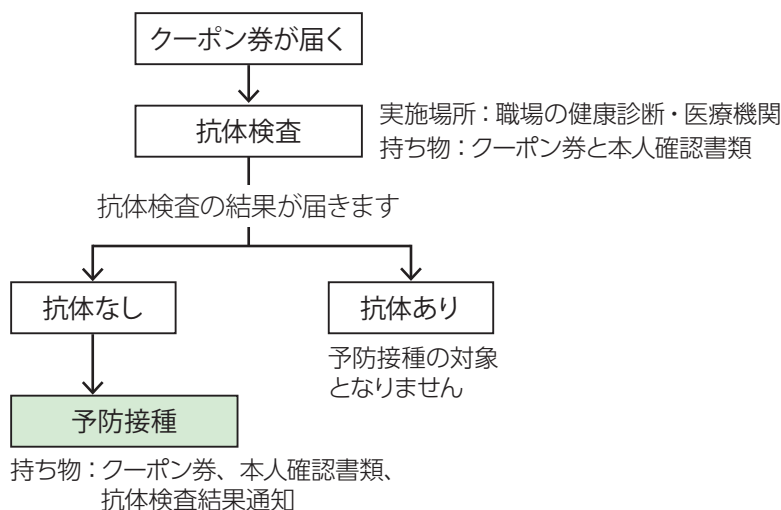 クーポン券が届く
抗体検査
実施場所：職場の健康診断・医療機関
持ち物：クーポン券と本人確認書類
抗体検査の結果が届きます
抗体なし
抗体あり
予防接種の対象
となりません
予防接種
持ち物：クーポン券、本人確認書類、
抗体検査結果通知